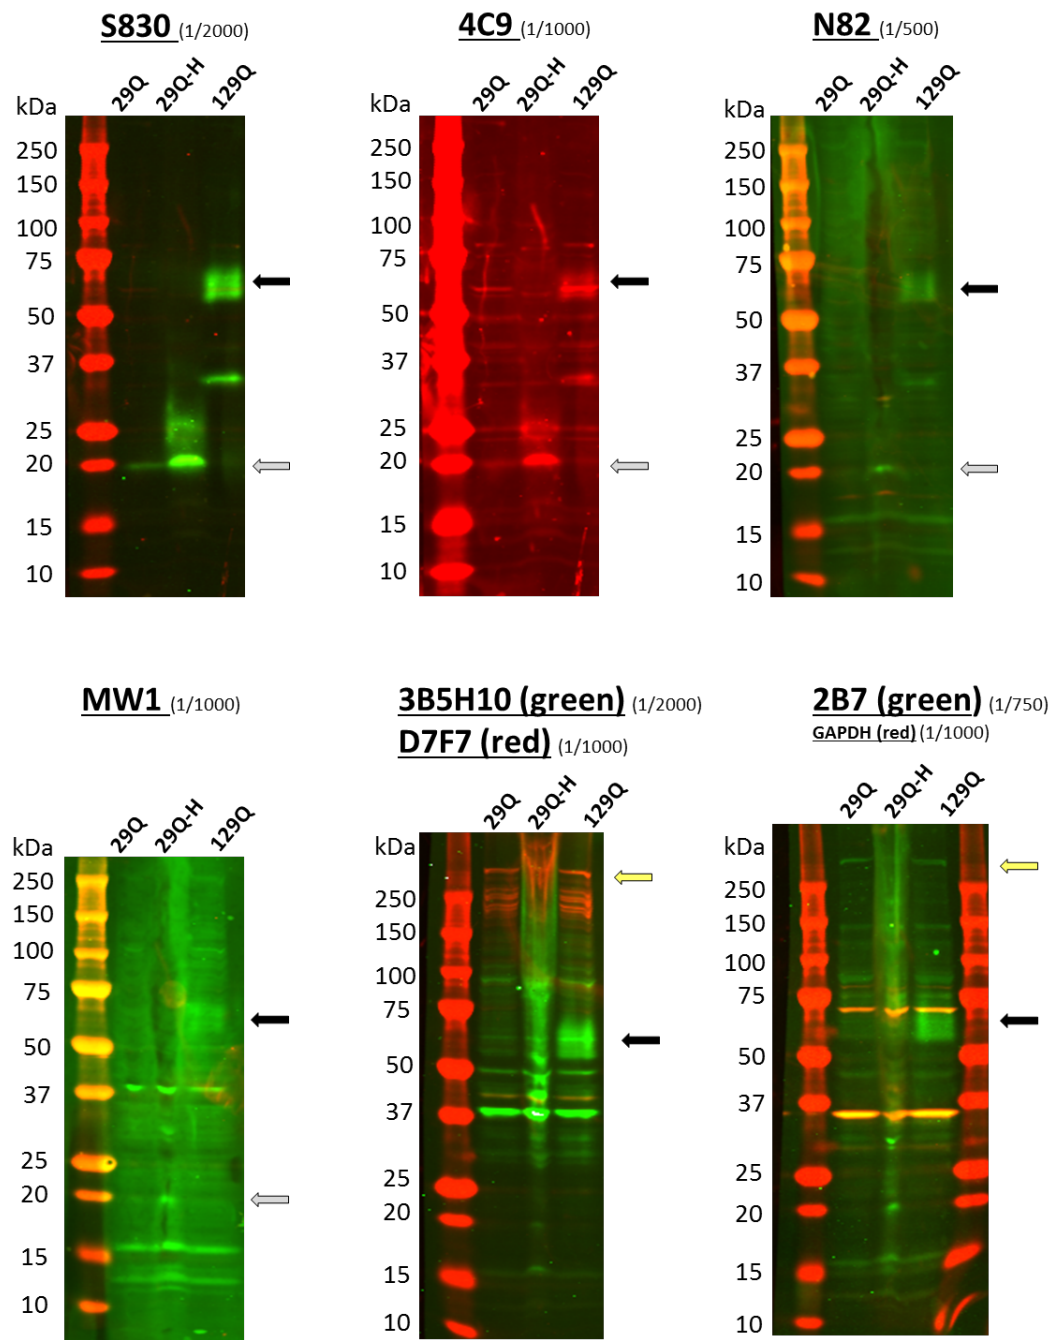 S830 (1/2000)
4C9 (1/1000)
N82 (1/500)
kDa
29Q
29Q-H
129Q
250
150
100
75
50
37
25
20
15
10
kDa
29Q
29Q-H
129Q
250
150
100
75
50
37
25
20
15
10
kDa
29Q
29Q-H
129Q
250
150
100
75
50
37
25
20
15
10
MW1 (1/1000)
3B5H10 (green) (1/2000)
D7F7 (red) (1/1000)
2B7 (green) (1/750)
GAPDH (red) (1/1000)
kDa
29Q
29Q-H
129Q
250
150
100
75
50
37
25
20
15
10
kDa
29Q
29Q-H
129Q
250
150
100
75
50
37
25
20
15
10
kDa
29Q
29Q-H
129Q
250
150
100
75
50
37
25
20
15
10